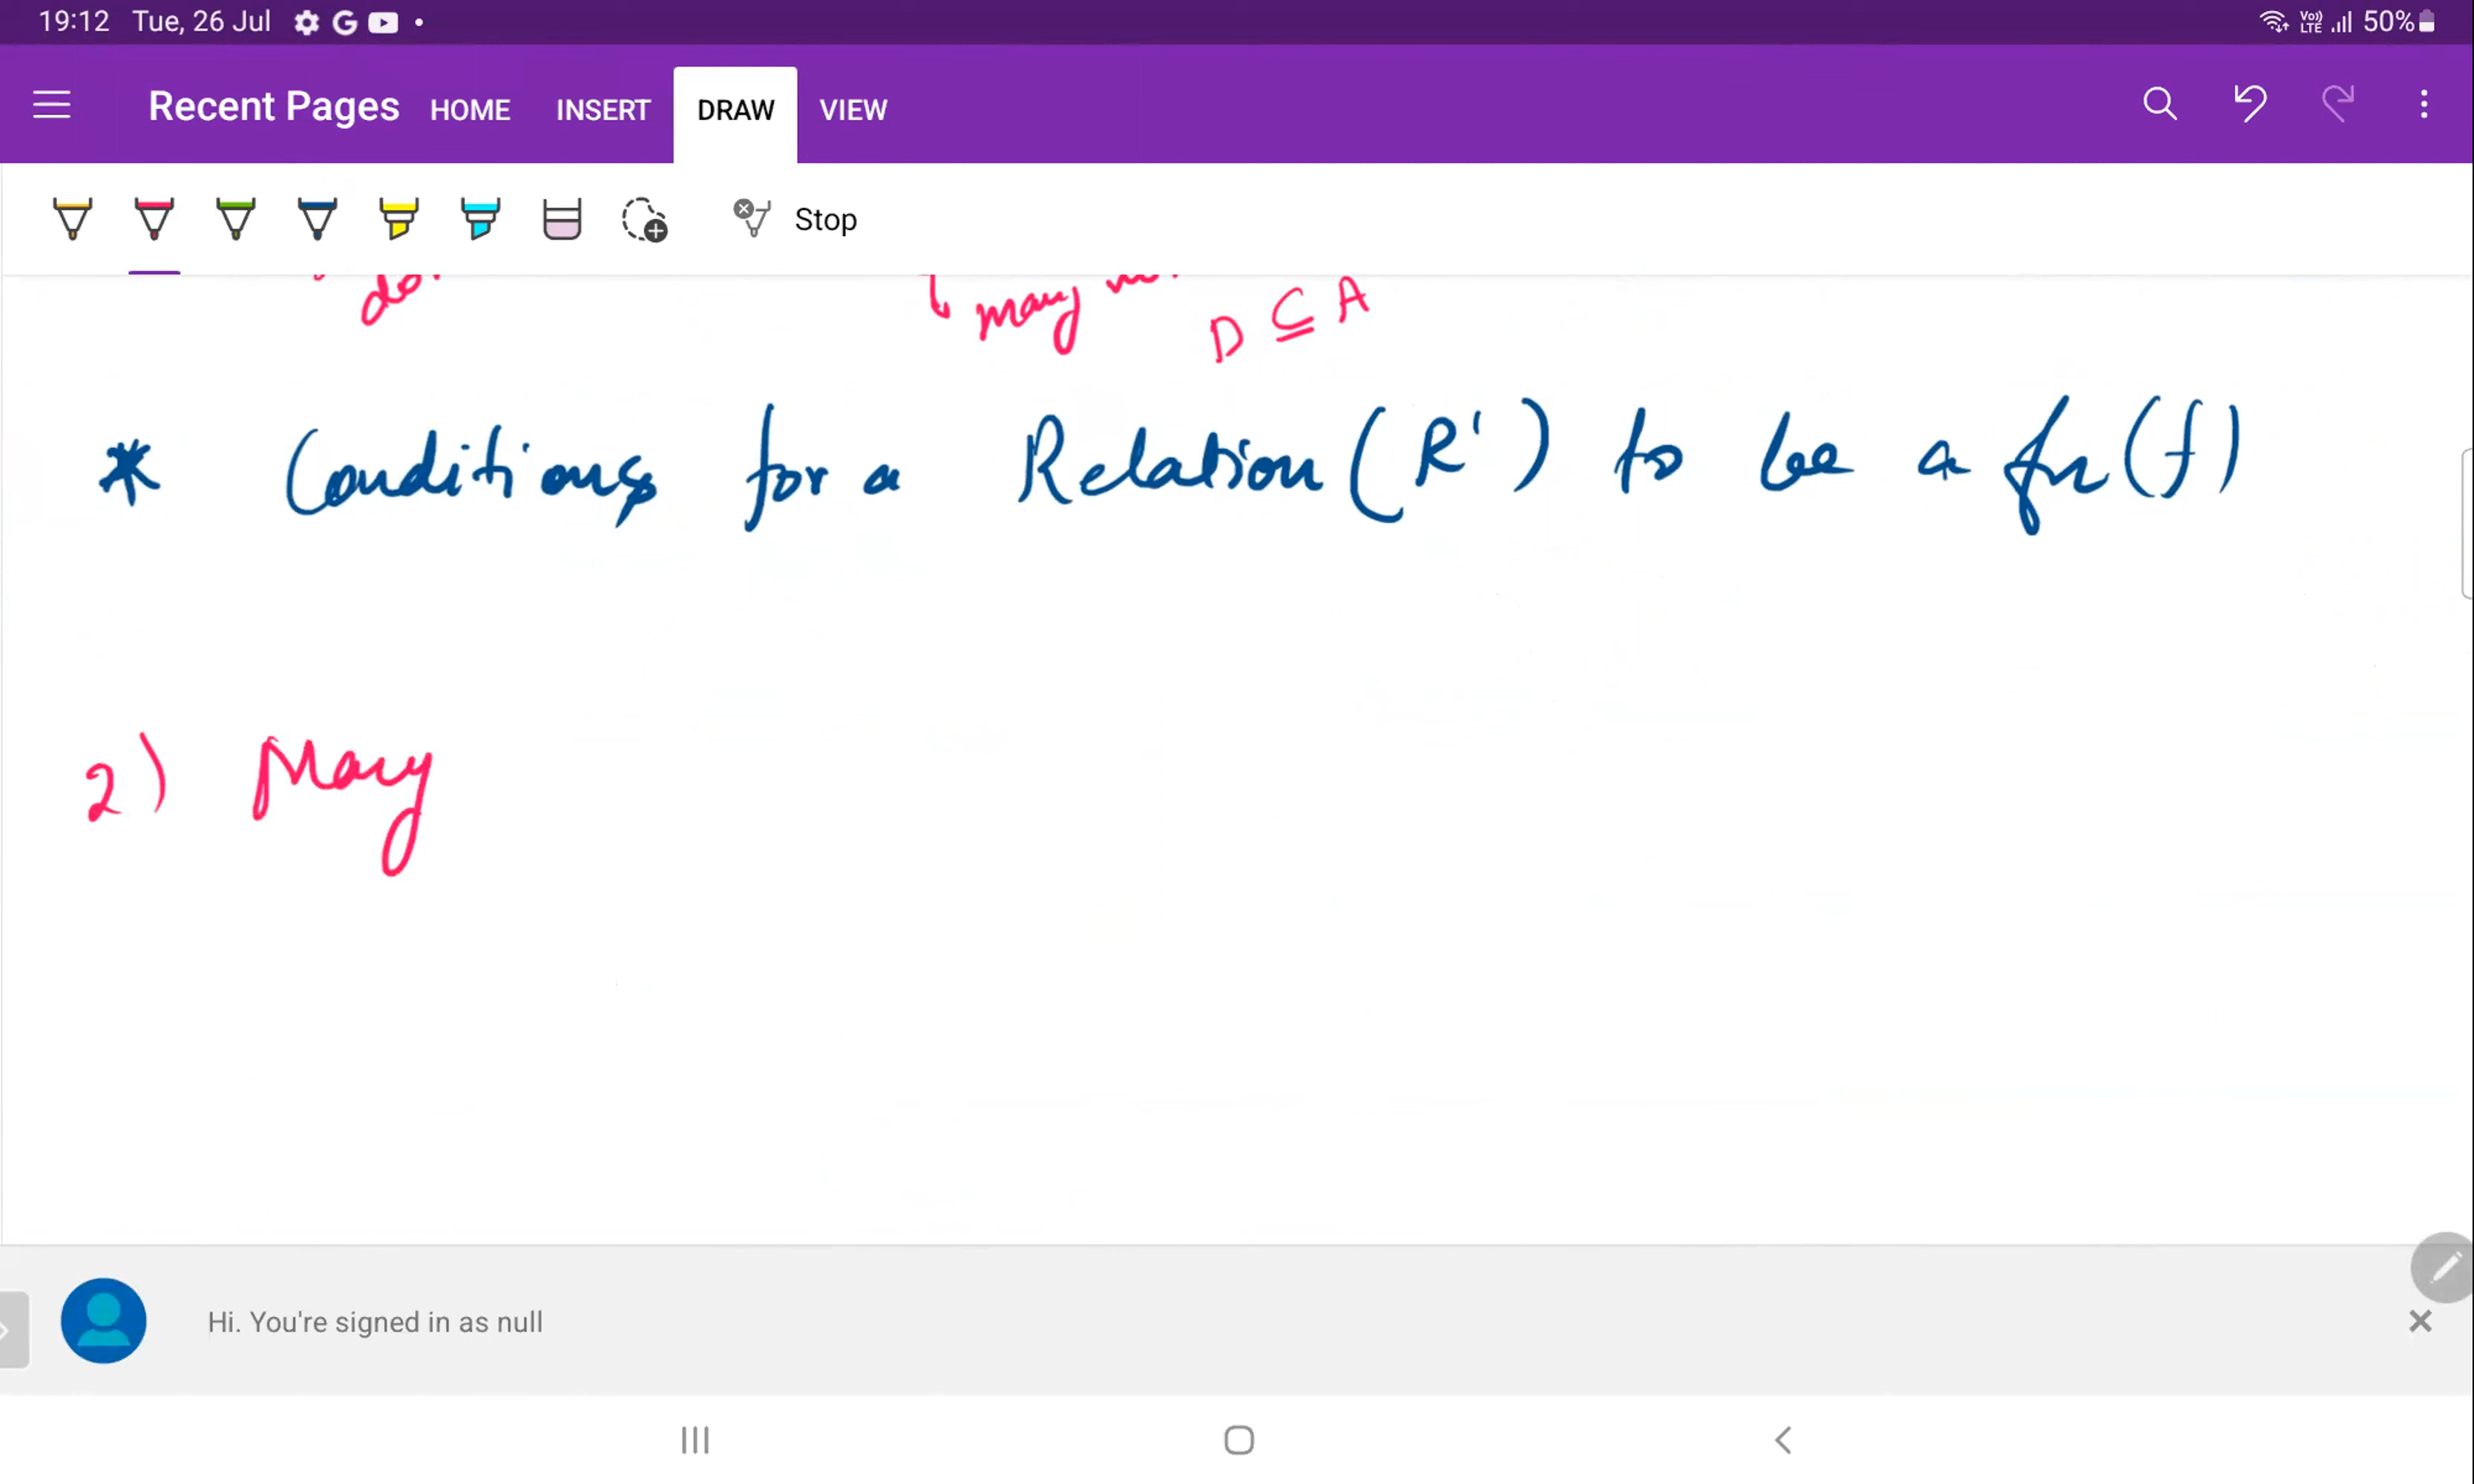 19:12 Tue, 26 Jul 50%
Recent Pages HOME INSERT DRAW VIEW
Stop
many D ⊆ A
* Conditions for a Relation (R') to be a fn (f)
2) Many
Hi. You're signed in as null